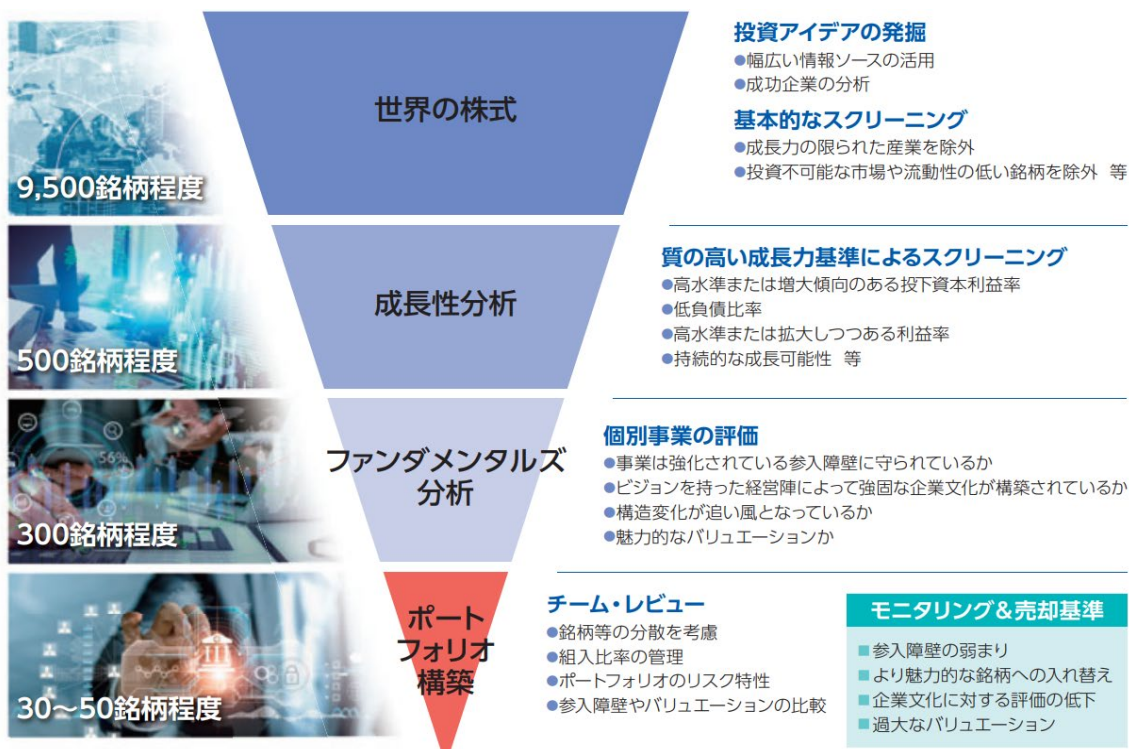 世界の株式
9,500銘柄程度
投資アイデアの発掘
●幅広い情報ソースの活用
●成功企業の分析
基本的なスクリーニング
●成長力の限られた産業を除外
●投資不可能な市場や流動性の低い銘柄を除外 等
成長性分析
500銘柄程度
質の高い成長力基準によるスクリーニング
●高水準または増大傾向のある投下資本利益率
●低負債比率
●高水準または拡大しつつある利益率
●持続的な成長可能性 等
ファンダメンタルズ
分析
56%
300銘柄程度
個別事業の評価
●事業は強化されている参入障壁に守られているか
●ビジョンを持った経営陣によって強固な企業文化が構築されているか
●構造変化が追い風となっているか
●魅力的なバリュエーションか
ポート
フォリオ
構築
30～50銘柄程度
チーム・レビュー
●銘柄等の分散を考慮
●組入比率の管理
●ポートフォリオのリスク特性
●参入障壁やバリュエーションの比較
モニタリング＆売却基準
■参入障壁の弱まり
■より魅力的な銘柄への入れ替え
■企業文化に対する評価の低下
■過大なバリュエーション